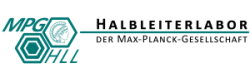 MPG
HLL
HALBLEITERLABOR
DER MAX-PLANCK-GESELLSCHAFT